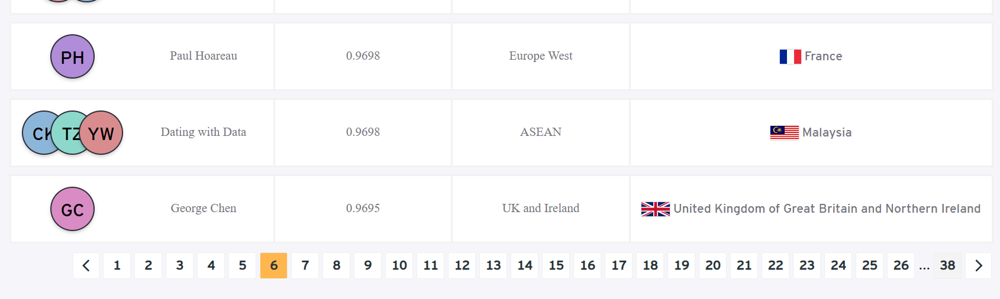 PH Paul Hoareau 0.9698 Europe West France
CK TZ YW Dating with Data 0.9698 ASEAN Malaysia
GC George Chen 0.9695 UK and Ireland United Kingdom of Great Britain and Northern Ireland
1 2 3 4 5 6 7 8 9 10 11 12 13 14 15 16 17 18 19 20 21 22 23 24 25 26 ... 38